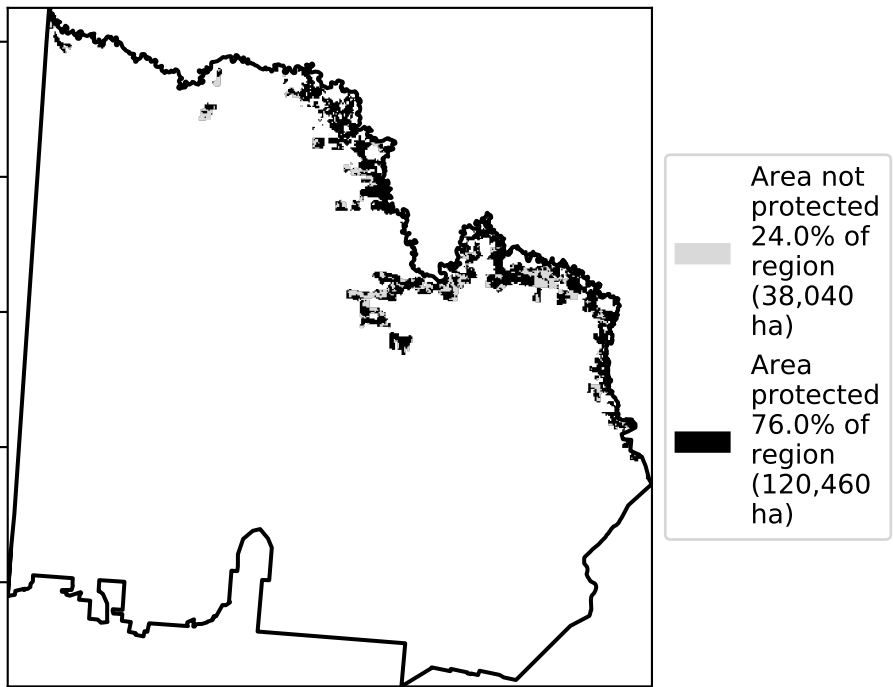 Area not
protected
24.0% of
region
(38,040
ha)
Area
protected
76.0% of
region
(120,460
ha)